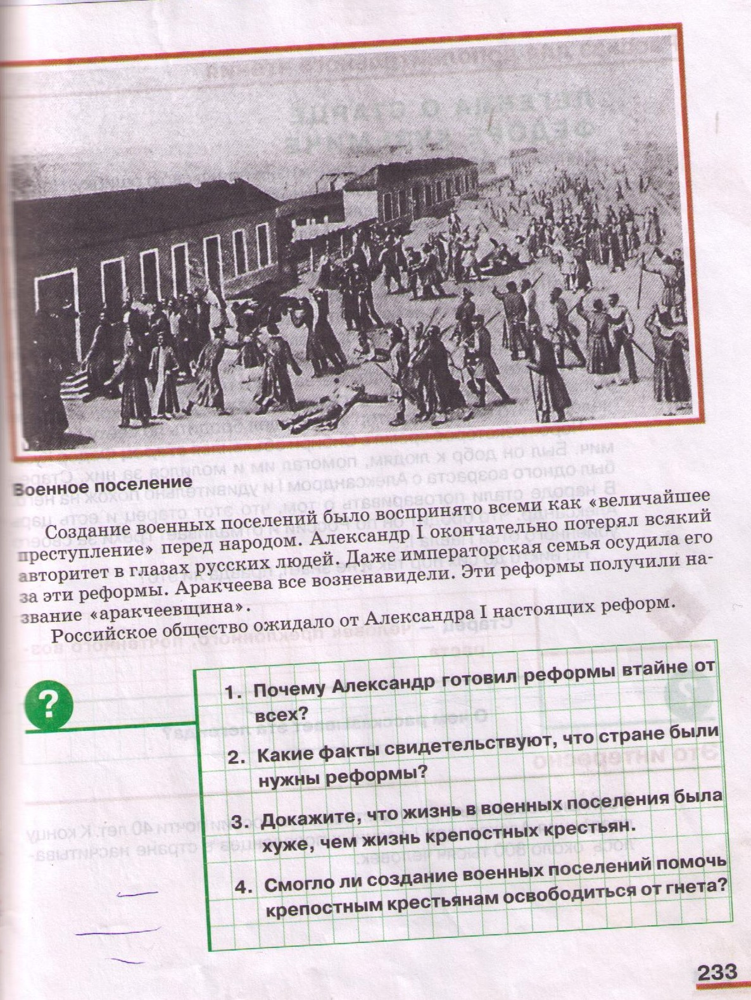 Военное поселение
Создание военных поселений было воспринято всеми как «величайшее
преступление» перед народом. Александр I окончательно потерял всякий
авторитет в глазах русских людей. Даже императорская семья осудила его
за эти реформы. Аракчеева все возненавидели. Эти реформы получили на-
звание «аракчеевщина».
Российское общество ожидало от Александра I настоящих реформ.
?
1. Почему Александр готовил реформы втайне от
всех?
2. Какие факты свидетельствуют, что стране были
нужны реформы?
3. Докажите, что жизнь в военных поселения была
хуже, чем жизнь крепостных крестьян.
4. Смогло ли создание военных поселений помочь
крепостным крестьянам освободиться от гнета?
233